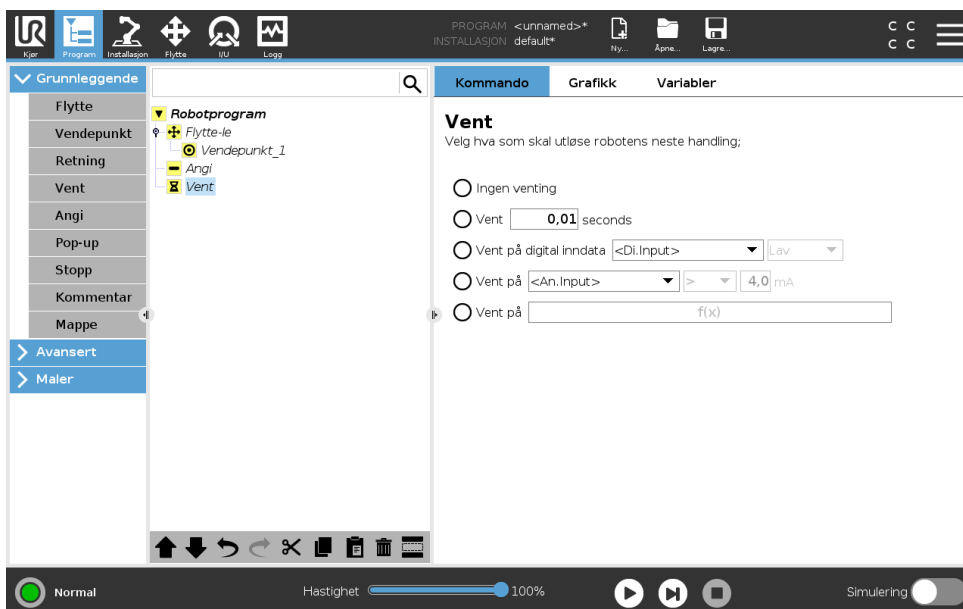 UR
PROGRAM <unnamed>*
INSTALLASJON default*
C C
C C
Kjør Program Installasjon Flytte I/U Logg Ny... Åpne... Lagre...
Grunnleggende
Flytte
Vendepunkt
Retning
Vent
Angi
Pop-up
Stopp
Kommentar
Mappe
Avansert
Maler
Robotprogram
Flytte-le
Vendepunkt_1
Angi
Vent
Kommando Grafikk Variabler
Vent
Velg hva som skal utløse robotens neste handling;
Ingen venting
Vent 0,01 seconds
Vent på digital inndata <Di.Input> Lav
Vent på <An.Input> > 4,0 mA
Vent på f(x)
Normal Hastighet 100% Simulering